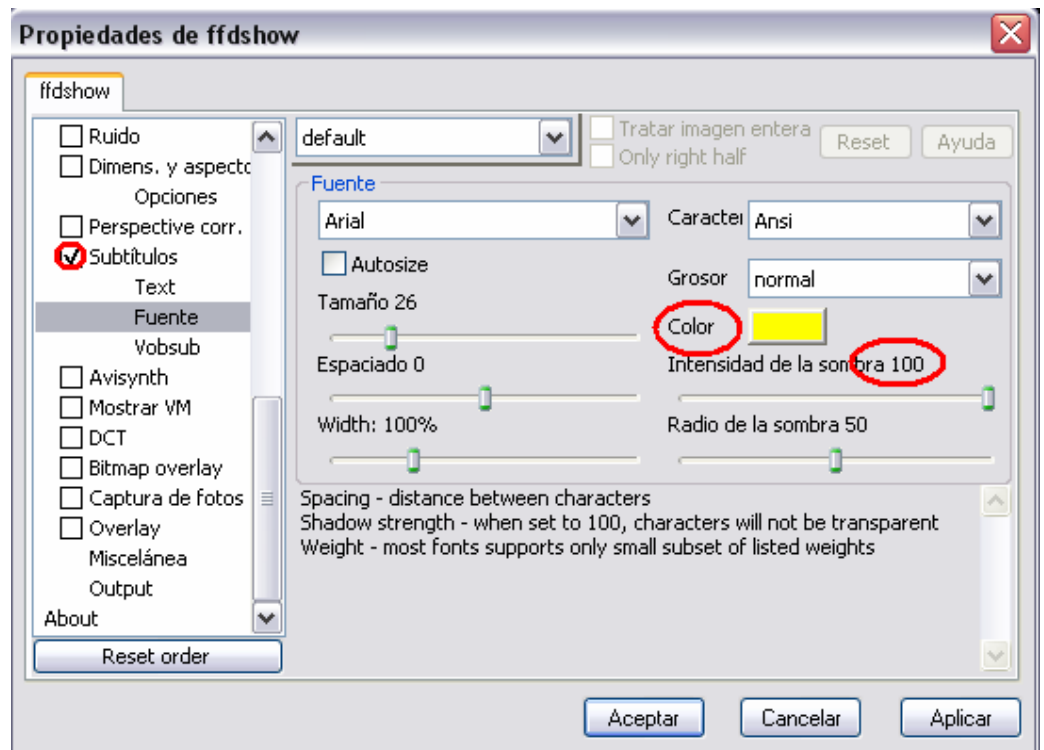 Propiedades de ffdshow
ffdshow
Ruido
Dimens. y aspecto
Opciones
Perspective corr.
Subtítulos
Text
Fuente
Vobsub
Avisynth
Mostrar VM
DCT
Bitmap overlay
Captura de fotos
Overlay
Miscelánea
Output
About
Reset order
default
Tratar imagen entera
Only right half
Reset
Ayuda
Fuente
Arial
Autosize
Tamaño 26
Espaciado 0
Width: 100%
Caracter
Ansi
Grosor
normal
Color
Intensidad de la sombra 100
Radio de la sombra 50
Spacing - distance between characters
Shadow strength - when set to 100, characters will not be transparent
Weight - most fonts supports only small subset of listed weights
Aceptar
Cancelar
Aplicar